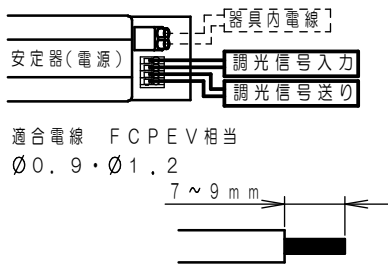 器具内電線
安定器(電源)
調光信号入力
調光信号送り
適合電線 FCPEV相当
Ø0.9・Ø1.2
7~9mm